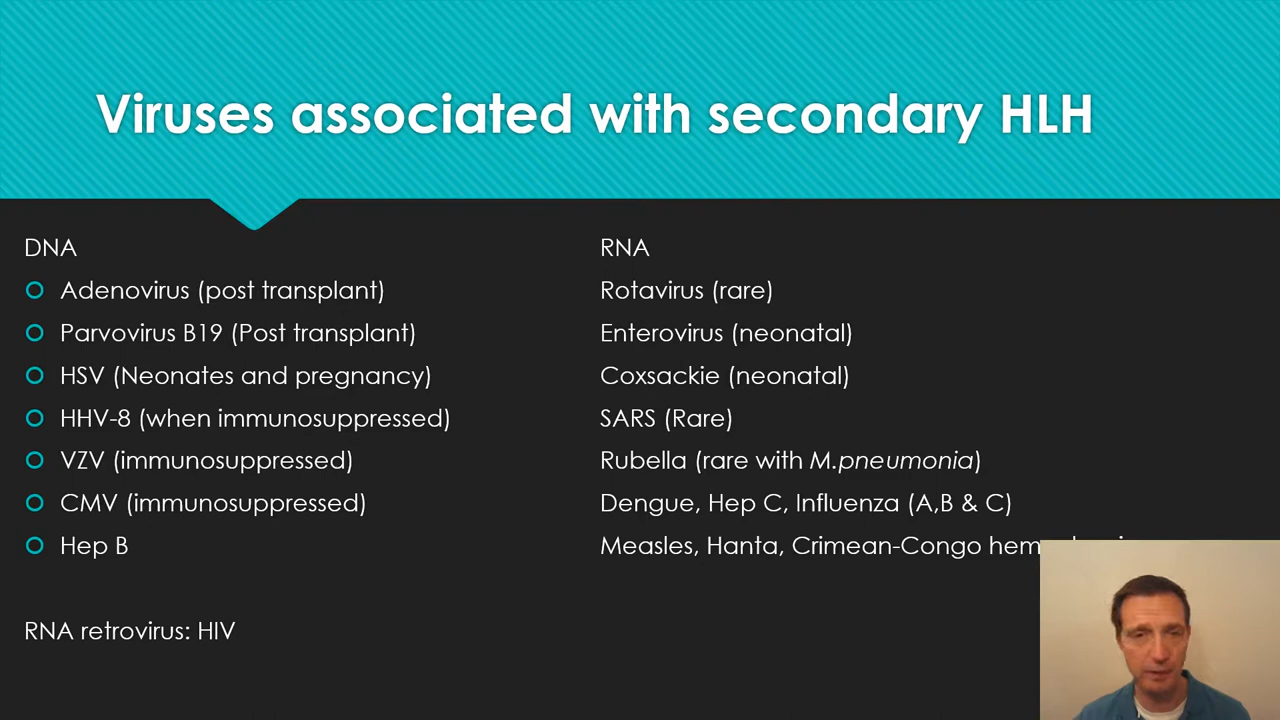 Viruses associated with secondary HLH
DNA
Adenovirus (post transplant)
Parvovirus B19 (Post transplant)
HSV (Neonates and pregnancy)
HHV-8 (when immunosuppressed)
VZV (immunosuppressed)
CMV (immunosuppressed)
Hep B
RNA retrovirus: HIV
RNA
Rotavirus (rare)
Enterovirus (neonatal)
Coxsackie (neonatal)
SARS (Rare)
Rubella (rare with M.pneumonia)
Dengue, Hep C, Influenza (A,B & C)
Measles, Hanta, Crimean-Congo